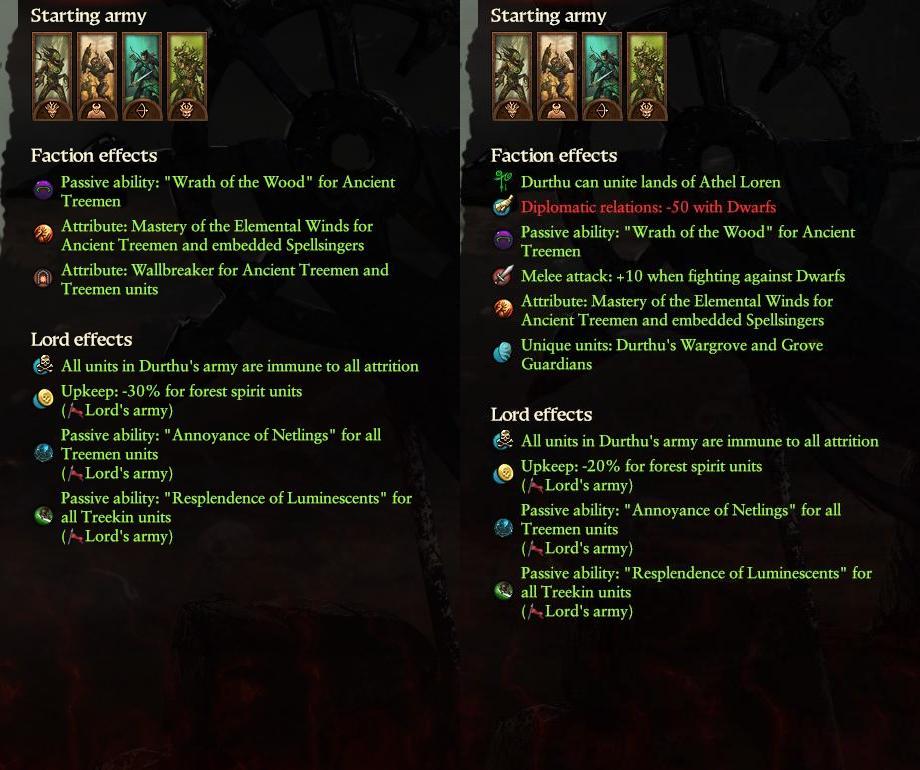 Starting army
Faction effects
Passive ability: "Wrath of the Wood" for Ancient
Treemen
Attribute: Mastery of the Elemental Winds for
Ancient Treemen and embedded Spellsingers
Attribute: Wallbreaker for Ancient Treemen and
Treemen units
Lord effects
All units in Durthu's army are immune to all attrition
Upkeep: -30% for forest spirit units
(Lord's army)
Passive ability: "Annoyance of Netlings" for all
Treemen units
(Lord's army)
Passive ability: "Resplendence of Luminescents" for
all Treekin units
(Lord's army)
Starting army
Faction effects
Durthu can unite lands of Athel Loren
Diplomatic relations: -50 with Dwarfs
Passive ability: "Wrath of the Wood" for Ancient
Treemen
Melee attack: +10 when fighting against Dwarfs
Attribute: Mastery of the Elemental Winds for
Ancient Treemen and embedded Spellsingers
Unique units: Durthu's Wargrove and Grove
Guardians
Lord effects
All units in Durthu's army are immune to all attrition
Upkeep: -20% for forest spirit units
(Lord's army)
Passive ability: "Annoyance of Netlings" for all
Treemen units
(Lord's army)
Passive ability: "Resplendence of Luminescents" for
all Treekin units
(Lord's army)